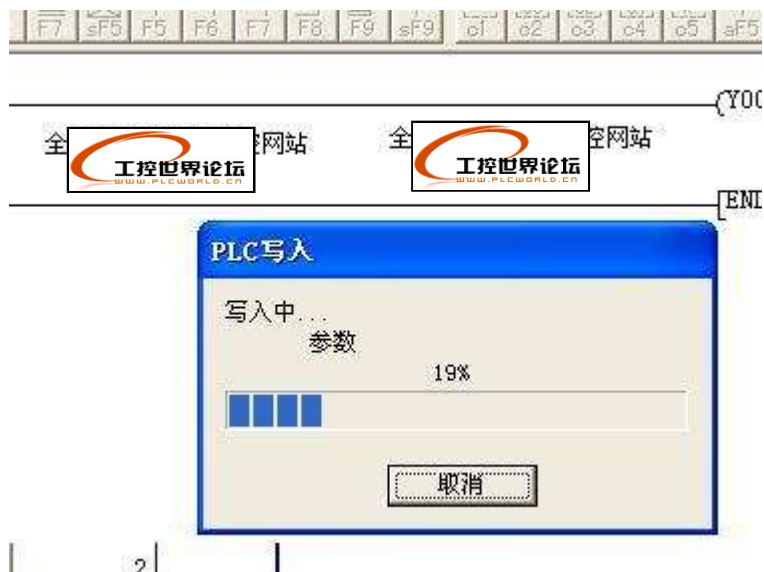 F7 sF5 F5 F6 F7 F8 F9 sF9 c1 c2 c3 c4 c5 aF5
(Y00
全 控网站 全 控网站
工控世界论坛 工控世界论坛
WWW.PLCWORLD.CN WWW.PLCWORLD.CN
[END
PLC写入
写入中...
参数
19%
取消
2